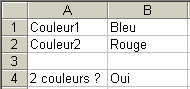 A B
1 Couleur1 Bleu
2 Couleur2 Rouge
3
4 2 couleurs ? Oui